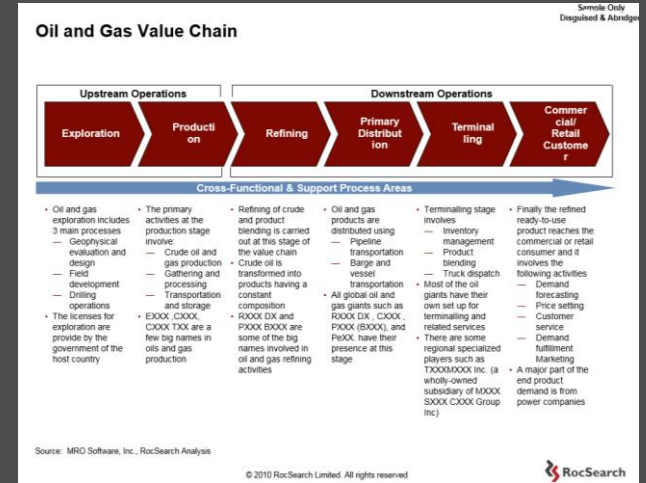 Sample Only
Disguised & Abridged
Oil and Gas Value Chain
Upstream Operations
Downstream Operations
Exploration
Producti
on
Refining
Primary
Distribut
ion
Terminal
ling
Commer
cial/
Retail
Custome
r
Cross-Functional & Support Process Areas
• Oil and gas
exploration includes
3 main processes
— Geophysical
evaluation and
design
— Field
development
— Drilling
operations
• The licenses for
exploration are
provide by the
government of the
host country
• The primary
activities at the
production stage
involve:
— Crude oil and
gas production
— Gathering and
processing
— Transportation
and storage
• EXXX ,CXXX,
CXXX TXX are a
few big names in
oils and gas
production
• Refining of crude
and product
blending is carried
out at this stage of
the value chain
• Crude oil is
transformed into
products having a
constant
composition
• RXXX DX and
PXXX BXXX are
some of the big
names involved in
oil and gas refining
activities
• Oil and gas
products are
distributed using
— Pipeline
transportation
— Barge and
vessel
transportation
• All global oil and
gas giants such as
RXXX DX , CXXX ,
PXXX (BXXX), and
PeXX. have their
presence at this
stage
• Terminalling stage
involves
— Inventory
management
— Product
blending
— Truck dispatch
• Most of the oil
giants have their
own set up for
terminalling and
related services
• There are some
regional specialized
players such as
TXXXMXXX Inc. (a
wholly-owned
subsidiary of MXXX
SXXX CXXX Group
Inc)
• Finally the refined
ready-to-use
product reaches the
commercial or retail
consumer and it
involves the
following activities
— Demand
forecasting
— Price setting
— Customer
service
— Demand
fulfillment
Marketing
• A major part of the
end product
demand is from
power companies
Source: MRO Software, Inc., RocSearch Analysis
© 2010 RocSearch Limited. All rights reserved
RocSearch